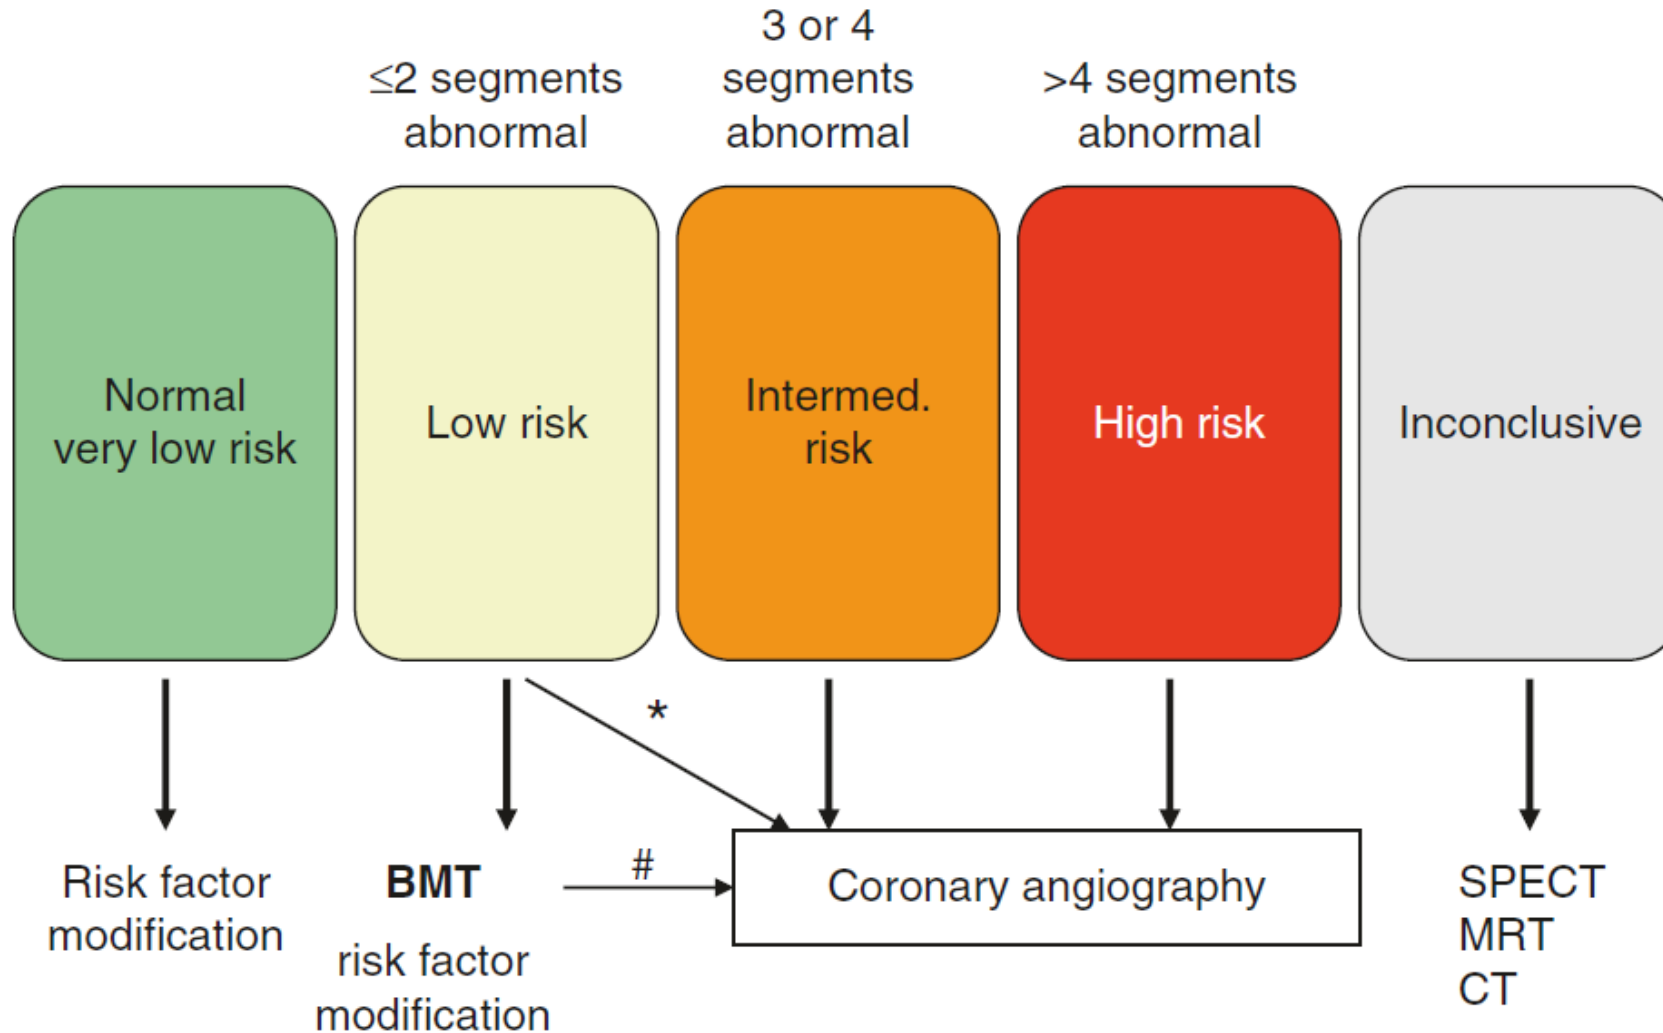 ≤2 segments
abnormal
3 or 4
segments
abnormal
>4 segments
abnormal
Normal
very low risk
Low risk
Intermed.
risk
High risk
Inconclusive
*
Risk factor
modification
BMT
risk factor
modification
#
Coronary angiography
SPECT
MRT
CT